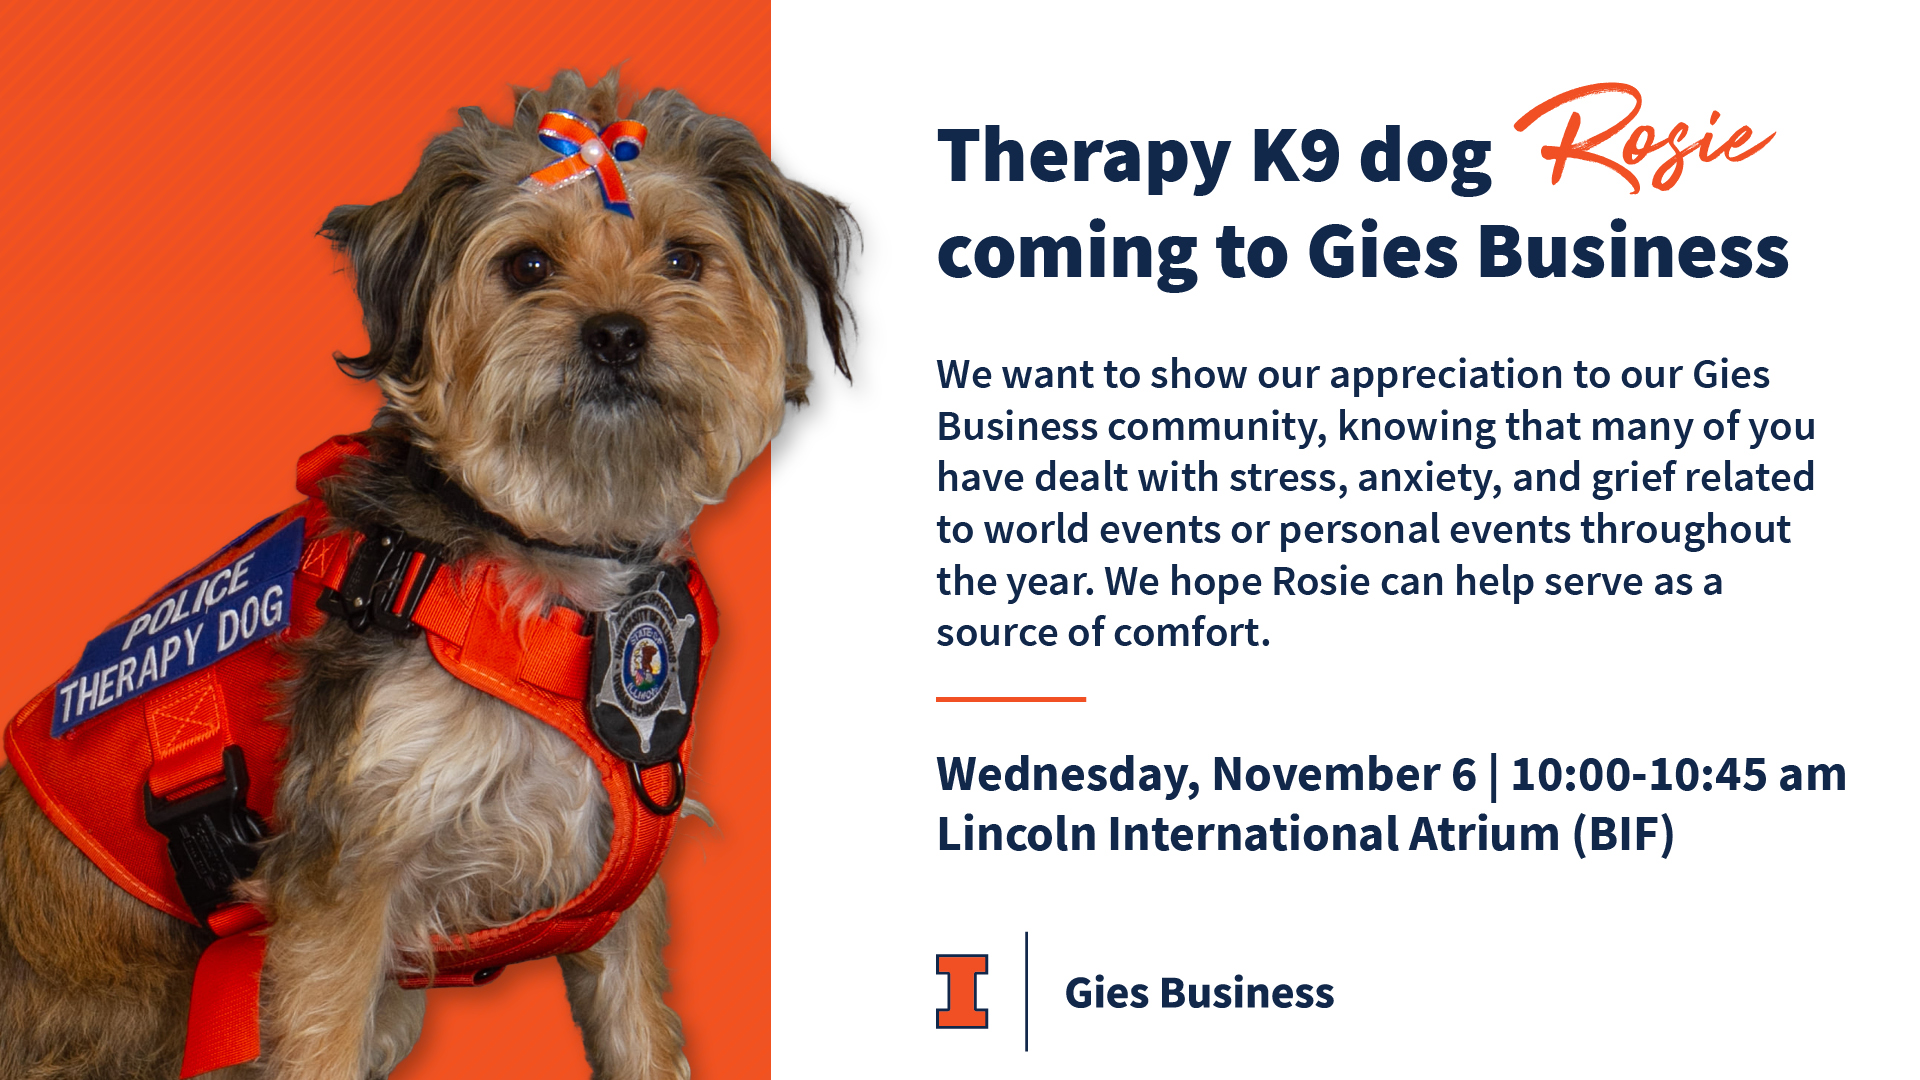 Therapy K9 dog Rosie
coming to Gies Business
We want to show our appreciation to our Gies
Business community, knowing that many of you
have dealt with stress, anxiety, and grief related
to world events or personal events throughout
the year. We hope Rosie can help serve as a
source of comfort.
Wednesday, November 6 | 10:00-10:45 am
Lincoln International Atrium (BIF)
I
Gies Business
POLICE
THERAPY DOG
STATE OF
ILLINOIS